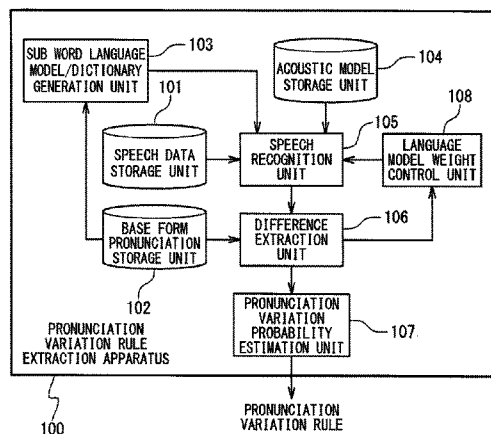 103
SUB WORD LANGUAGE
MODEL/DICTIONARY
GENERATION UNIT
104
ACOUSTIC MODEL
STORAGE UNIT
101
SPEECH DATA
STORAGE UNIT
105
SPEECH
RECOGNITION
UNIT
108
LANGUAGE
MODEL WEIGHT
CONTROL UNIT
BASE FORM
PRONUNCIATION
STORAGE UNIT
102
106
DIFFERENCE
EXTRACTION
UNIT
PRONUNCIATION
VARIATION
PROBABILITY
ESTIMATION UNIT
107
PRONUNCIATION
VARIATION RULE
EXTRACTION APPARATUS
100
PRONUNCIATION
VARIATION RULE